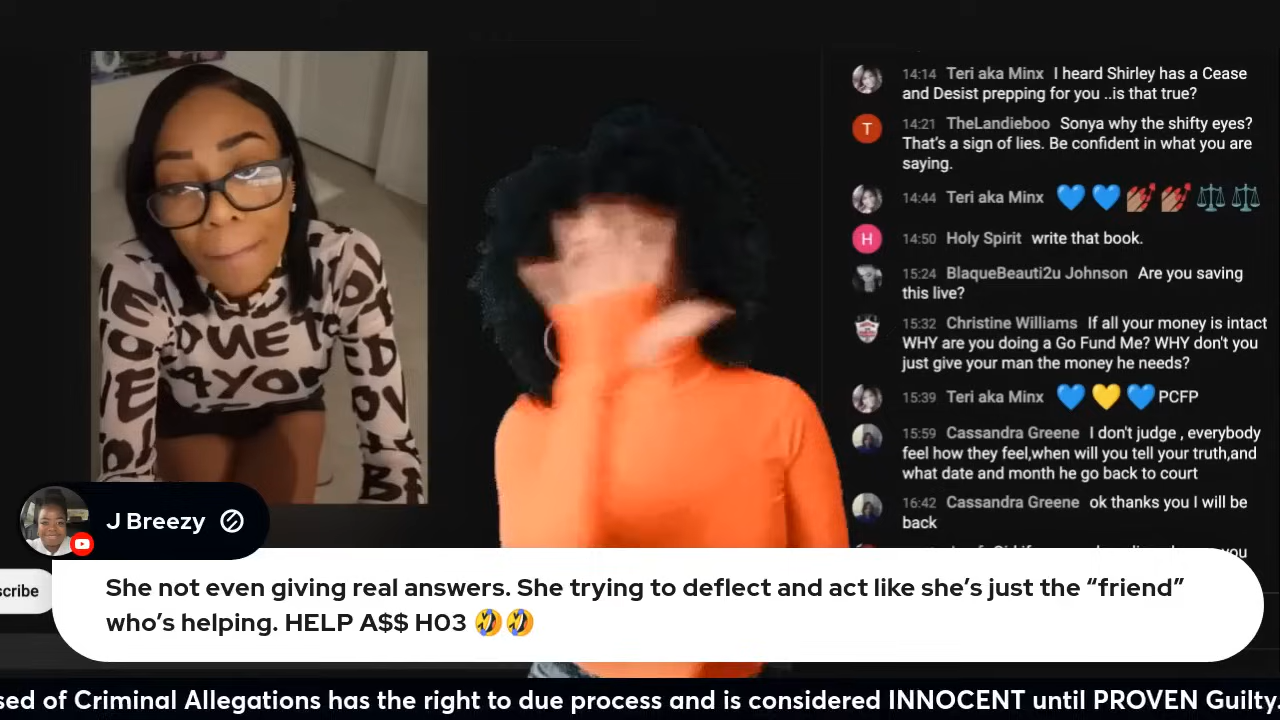 14:14 Teri aka Minx I heard Shirley has a Cease
and Desist prepping for you ..is that true?
T
14:21 TheLandieboo Sonya why the shifty eyes?
That's a sign of lies. Be confident in what you are
saying.
14:44 Teri aka Minx 💙 💙 💅🏽 💅🏽 ⚖️ ⚖️
H
14:50 Holy Spirit write that book.
15:24 BlaqueBeauti2u Johnson Are you saving
this live?
15:32 Christine Williams If all your money is intact
WHY are you doing a Go Fund Me? WHY don't you
just give your man the money he needs?
15:39 Teri aka Minx 💙 💛 💙 PCFP
15:59 Cassandra Greene I don't judge , everybody
feel how they feel,when will you tell your truth,and
what date and month he go back to court
16:42 Cassandra Greene ok thanks you I will be
back
you
DUE
J Breezy
scribe
She not even giving real answers. She trying to deflect and act like she's just the “friend”
who's helping. HELP A$$ H03 🤣🤣
sed of Criminal Allegations has the right to due process and is considered INNOCENT until PROVEN Guilty.